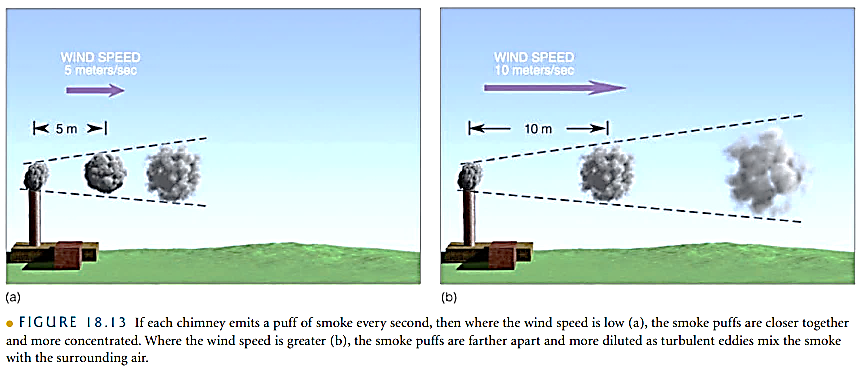 WIND SPEED
5 meters/sec
5 m
(a)
WIND SPEED
10 meters/sec
10 m
(b)
• FIGURE 18.13 If each chimney emits a puff of smoke every second, then where the wind speed is low (a), the smoke puffs are closer together
and more concentrated. Where the wind speed is greater (b), the smoke puffs are farther apart and more diluted as turbulent eddies mix the smoke
with the surrounding air.